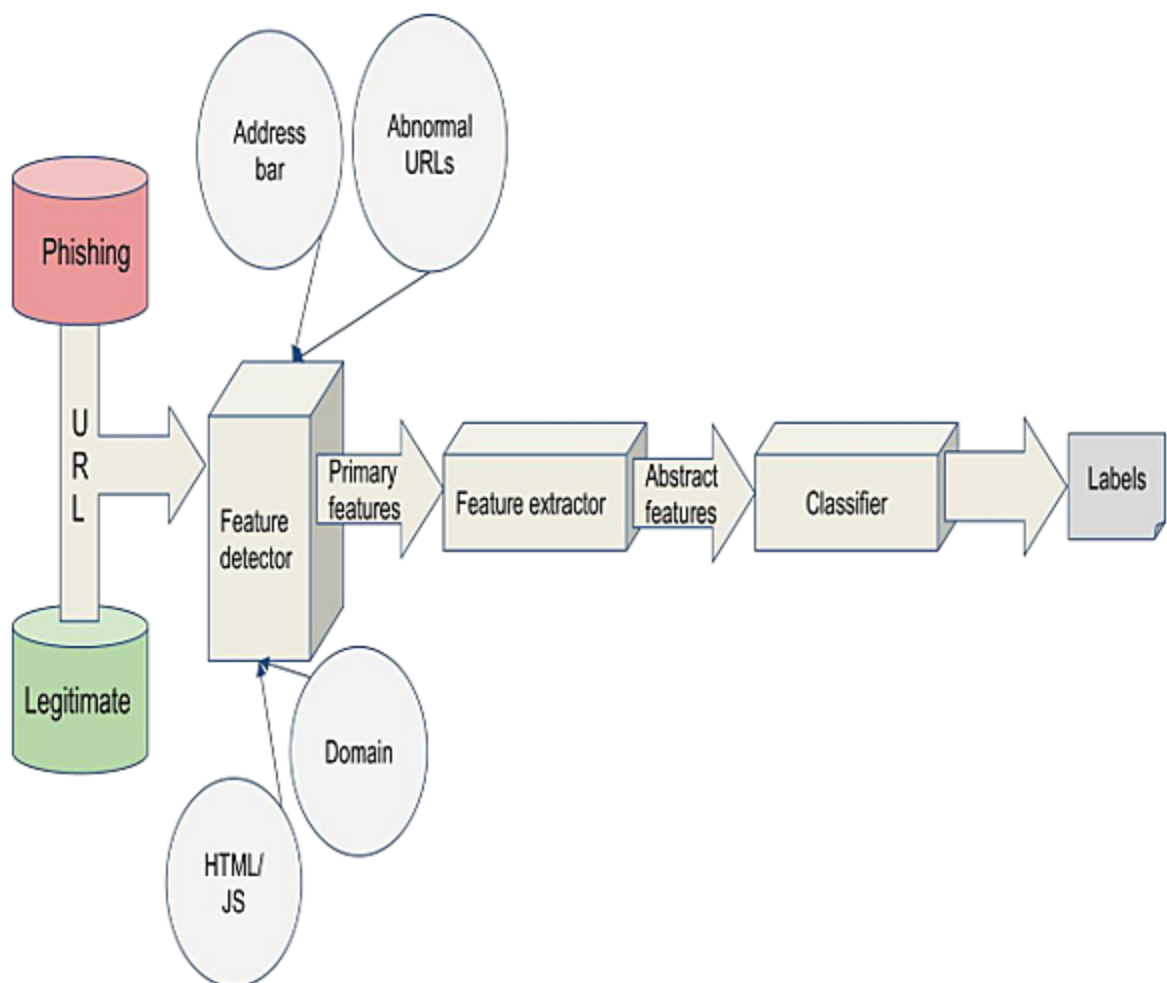 Address
bar
Abnormal
URLs
Phishing
U
R
L
Legitimate
Feature
detector
Primary
features
Feature extractor
Abstract
features
Classifier
Labels
Domain
HTML/
JS